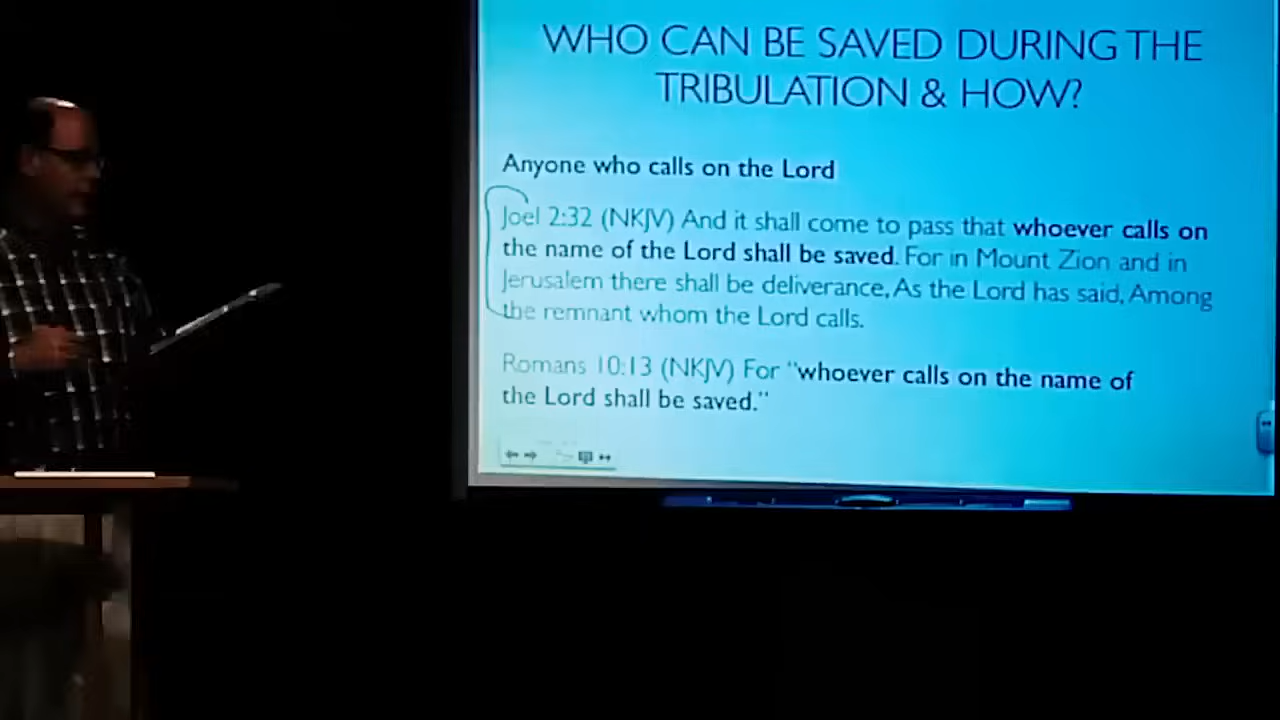 WHO CAN BE SAVED DURING THE
TRIBULATION & HOW?
Anyone who calls on the Lord
Joel 2:32 (NKJV) And it shall come to pass that whoever calls on
the name of the Lord shall be saved. For in Mount Zion and in
Jerusalem there shall be deliverance, As the Lord has said, Among
the remnant whom the Lord calls.
Romans 10:13 (NKJV) For "whoever calls on the name of
the Lord shall be saved."